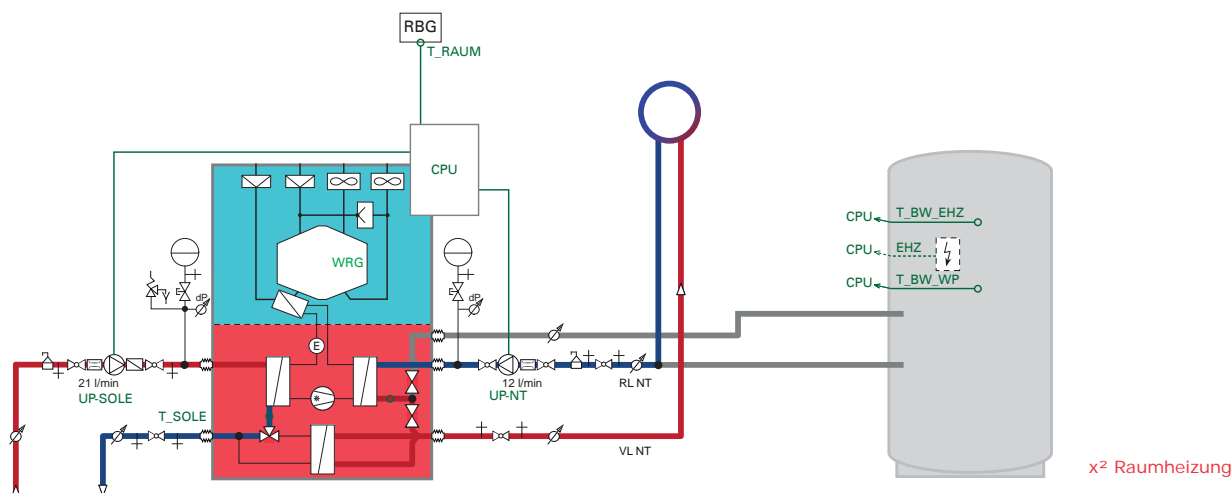 RBG
T_RAUM
CPU
CPU
T_BW_EHZ
CPU
EHZ
CPU
T_BW_WP
WRG
dP
dP
E
*
21 l/min
UP-SOLE
12 l/min
UP-NT
RL NT
T_SOLE
VL NT
x² Raumheizung